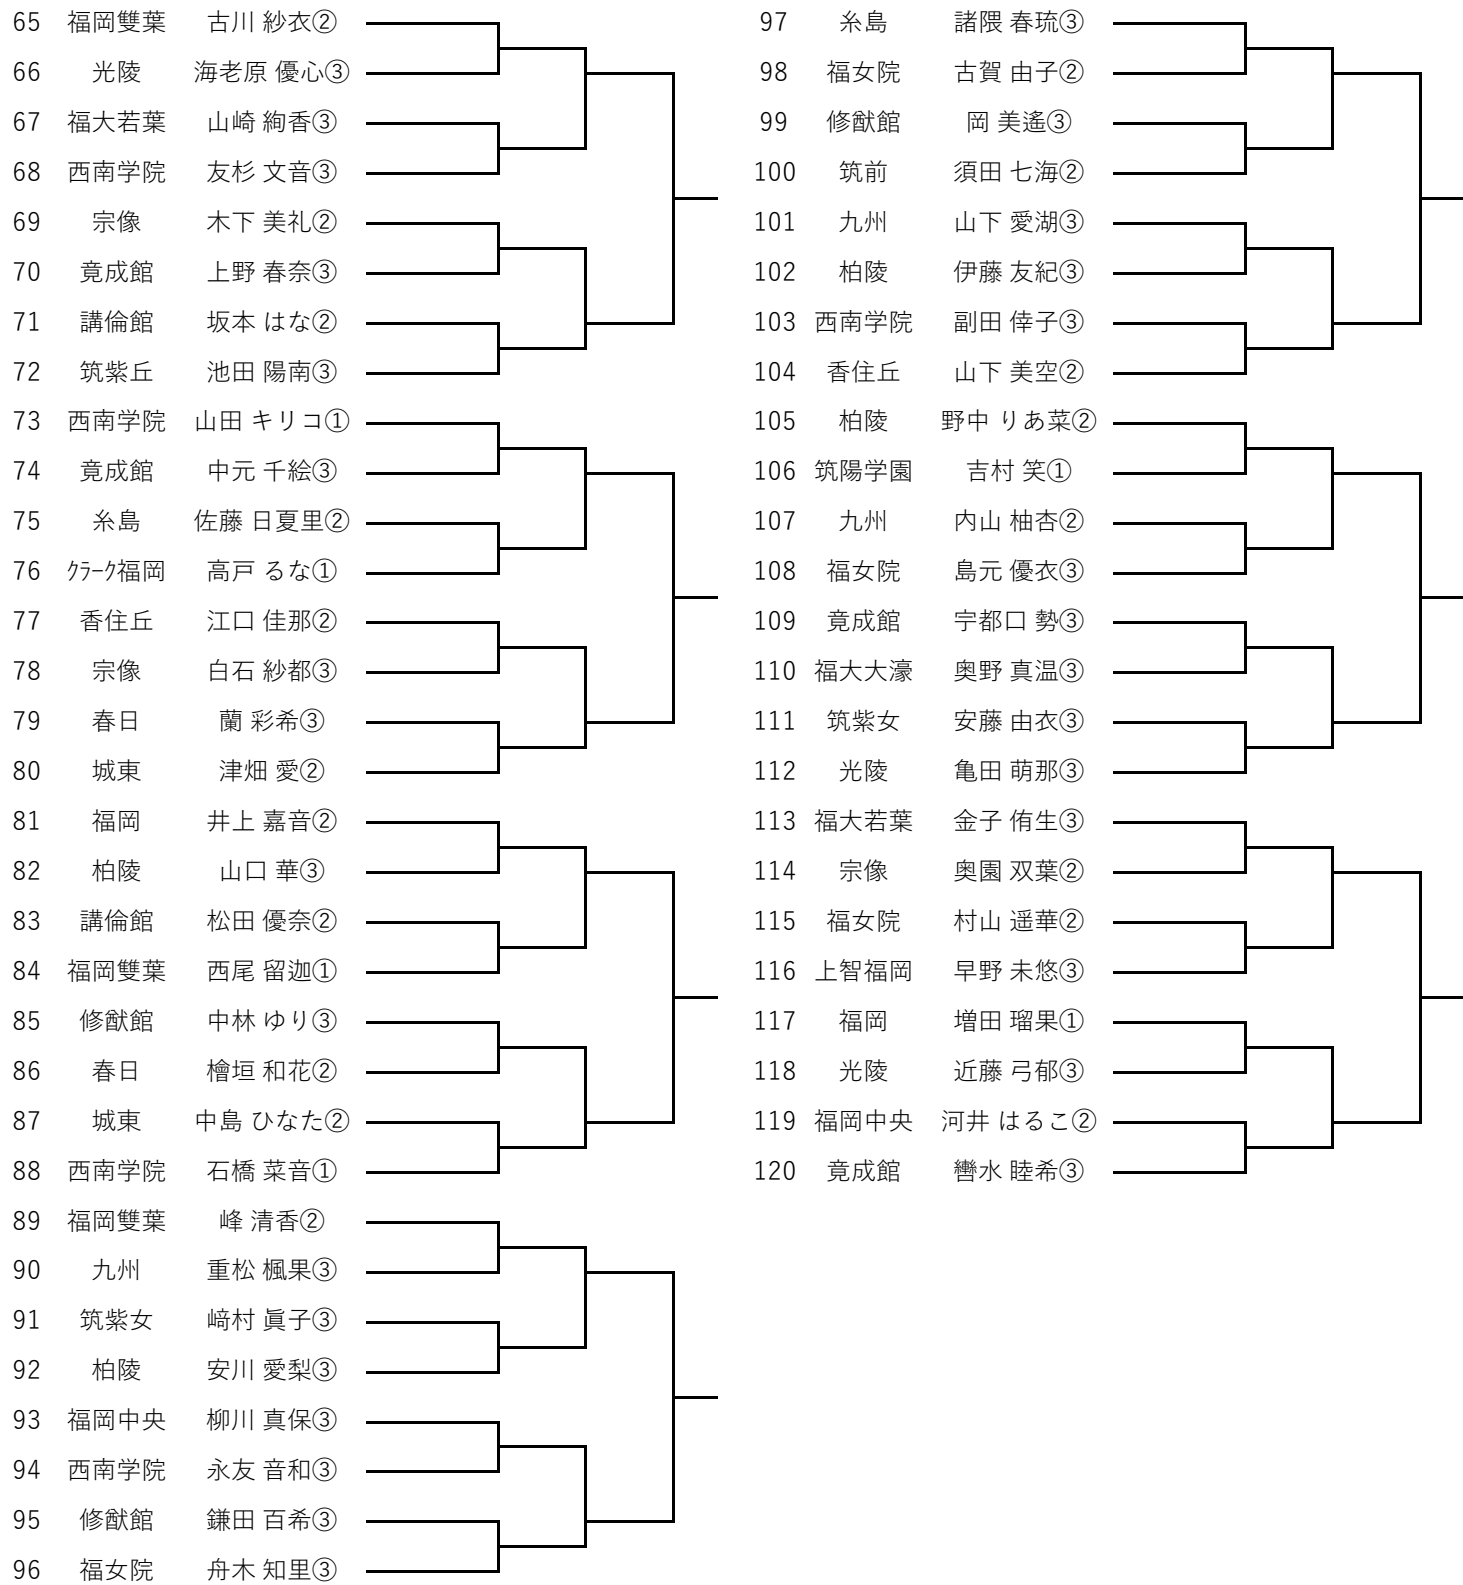 65 福岡雙葉 古川 紗衣②
66 光陵 海老原 優心③
67 福大若葉 山崎 絢香③
68 西南学院 友杉 文音③
69 宗像 木下 美礼②
70 竟成館 上野 春奈③
71 講倫館 坂本 はな②
72 筑紫丘 池田 陽南③
73 西南学院 山田 キリコ①
74 竟成館 中元 千絵③
75 糸島 佐藤 日夏里②
76 ｸﾗｰｸ福岡 高戸 るな①
77 香住丘 江口 佳那②
78 宗像 白石 紗都③
79 春日 蘭 彩希③
80 城東 津畑 愛②
81 福岡 井上 嘉音②
82 柏陵 山口 華③
83 講倫館 松田 優奈②
84 福岡雙葉 西尾 留迦①
85 修猷館 中林 ゆり③
86 春日 檜垣 和花②
87 城東 中島 ひなた②
88 西南学院 石橋 菜音①
89 福岡雙葉 峰 清香②
90 九州 重松 楓果③
91 筑紫女 﨑村 眞子③
92 柏陵 安川 愛梨③
93 福岡中央 柳川 真保③
94 西南学院 永友 音和③
95 修猷館 鎌田 百希③
96 福女院 舟木 知里③
97 糸島 諸隈 春琉③
98 福女院 古賀 由子②
99 修猷館 岡 美遙③
100 筑前 須田 七海②
101 九州 山下 愛湖③
102 柏陵 伊藤 友紀③
103 西南学院 副田 倖子③
104 香住丘 山下 美空②
105 柏陵 野中 りあ菜②
106 筑陽学園 吉村 笑①
107 九州 内山 柚杏②
108 福女院 島元 優衣③
109 竟成館 宇都口 勢③
110 福大大濠 奥野 真温③
111 筑紫女 安藤 由衣③
112 光陵 亀田 萌那③
113 福大若葉 金子 侑生③
114 宗像 奥園 双葉②
115 福女院 村山 遥華②
116 上智福岡 早野 未悠③
117 福岡 増田 瑠果①
118 光陵 近藤 弓郁③
119 福岡中央 河井 はるこ②
120 竟成館 轡水 睦希③